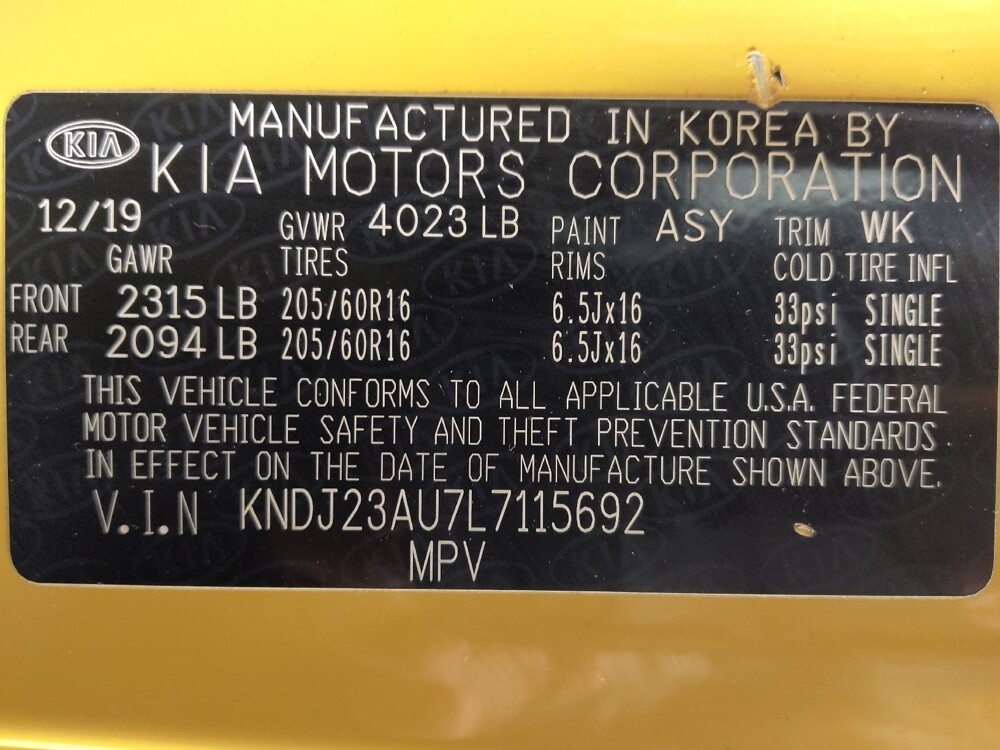 KIA
MANUFACTURED IN KOREA BY
KIA MOTORS CORPORATION
12/19 GVWR 4023 LB PAINT ASY TRIM WK
GAWR TIRES RIMS COLD TIRE INFL
FRONT 2315 LB 205/60R16 6.5Jx16 33psi SINGLE
REAR 2094 LB 205/60R16 6.5Jx16 33psi SINGLE
THIS VEHICLE CONFORMS TO ALL APPLICABLE U.S.A. FEDERAL
MOTOR VEHICLE SAFETY AND THEFT PREVENTION STANDARDS
IN EFFECT ON THE DATE OF MANUFACTURE SHOWN ABOVE.
V.I.N KNDJ23AU7L7115692
MPV